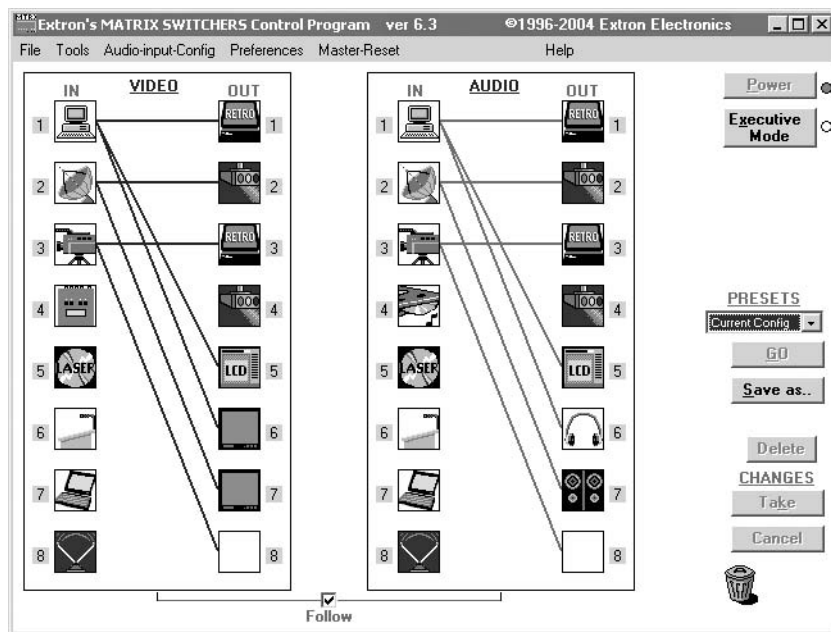 Extron's MATRIX SWITCHERS Control Program ver 6.3 ©1996-2004 Extron Electronics
File Tools Audio-input-Config Preferences Master-Reset Help
IN VIDEO OUT
IN AUDIO OUT
Power
Executive
Mode
1 RETRO 1
1 RETRO 1
2 2
2 2
3 RETRO 3
3 RETRO 3
4 4
4 4
PRESETS
Current Config
GO
Save as..
5 LASER LCD 5
5 LASER LCD 5
6 6
6 6
Delete
CHANGES
Take
Cancel
7 7
7 7
8 8
8 8
Follow